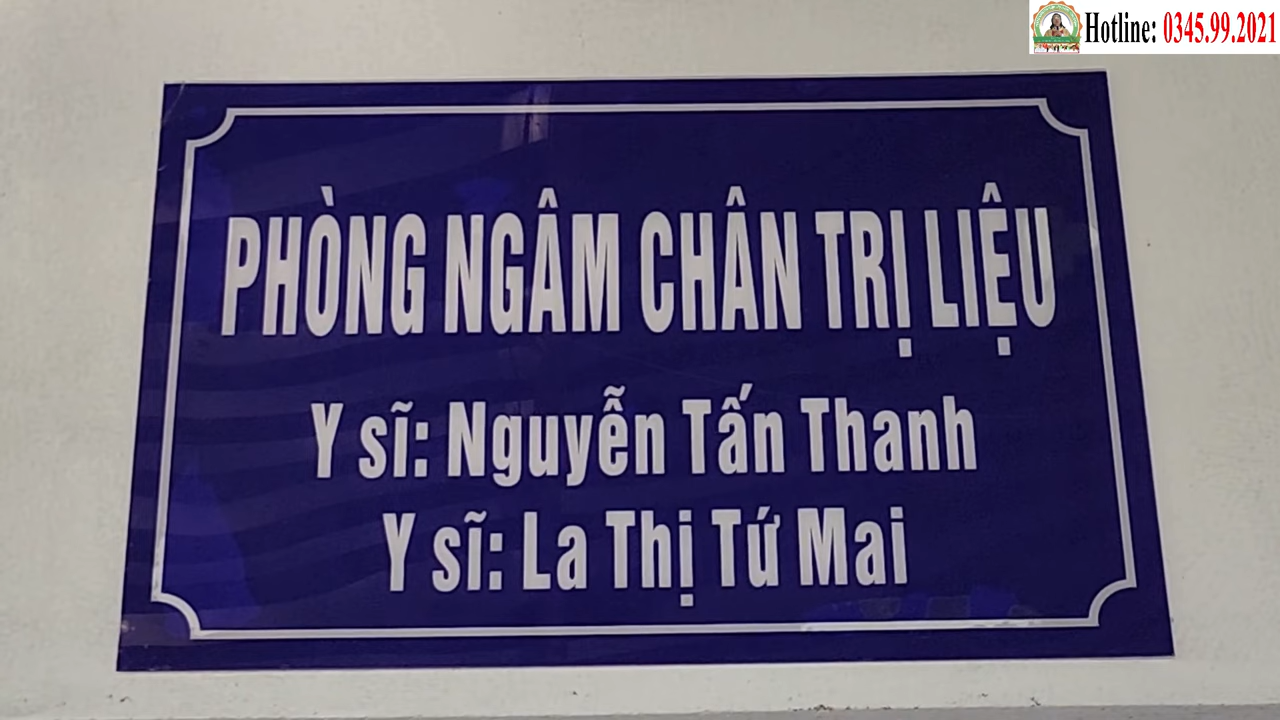 Hotline: 0345.99.2021
PHÒNG NGÂM CHÂN TRỊ LIỆU
Y sĩ: Nguyễn Tấn Thanh
Y sĩ: La Thị Tứ Mai